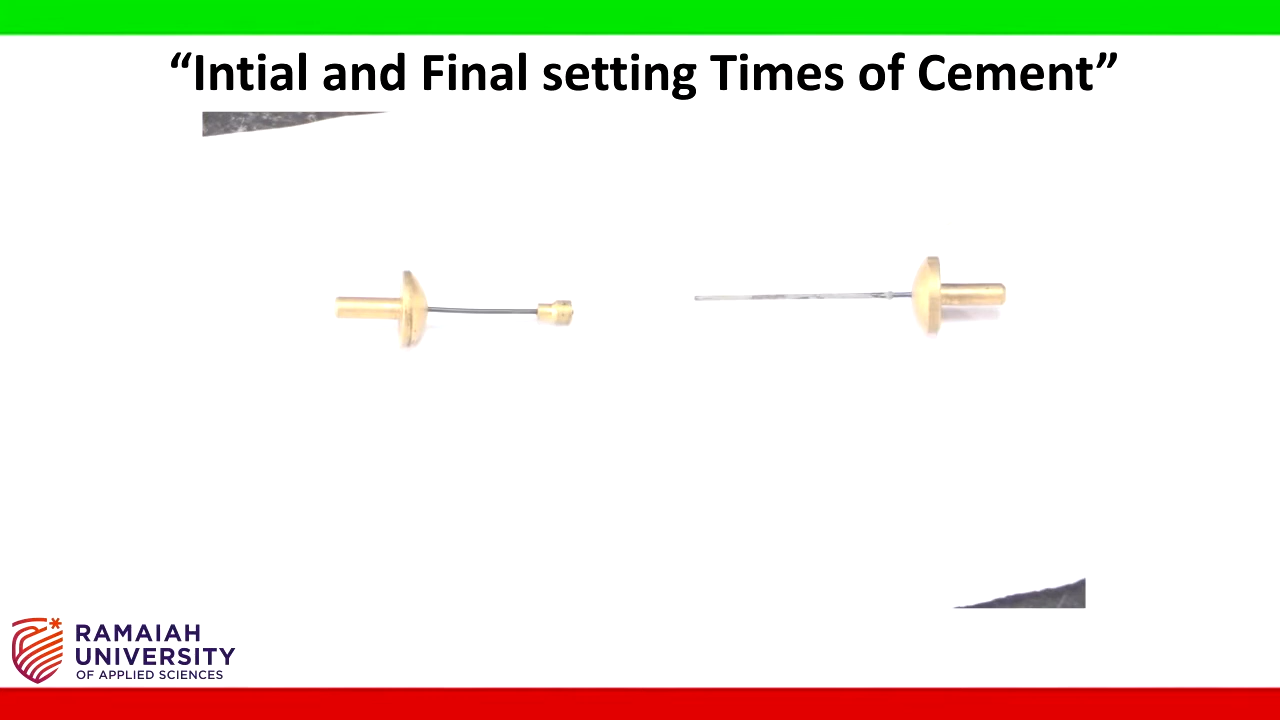 “Intial and Final setting Times of Cement”
RAMAIAH
UNIVERSITY
OF APPLIED SCIENCES